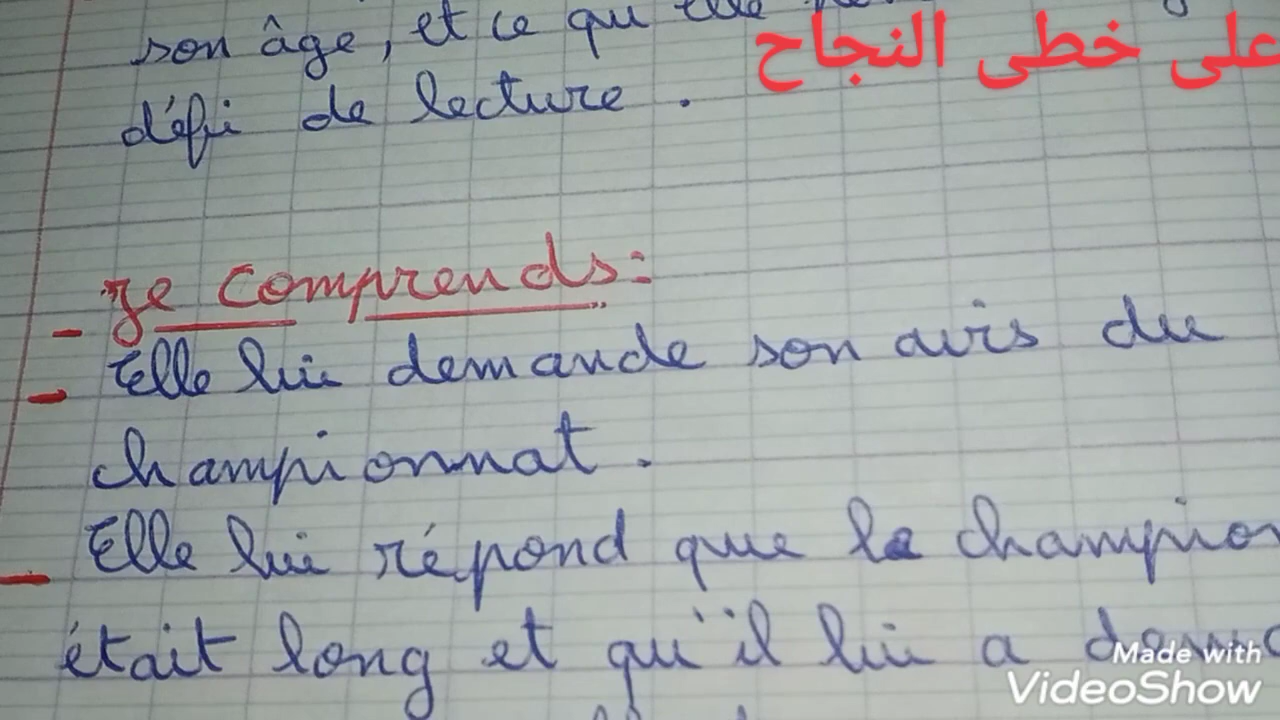 son âge, et ce qu'elle
على خطى النجاح
défi de lecture.
- Je comprends:
- Elle lui demande son avis du
championnat.
- Elle lui répond que le champion
était long et qu'il lui a
Made with
VideoShow